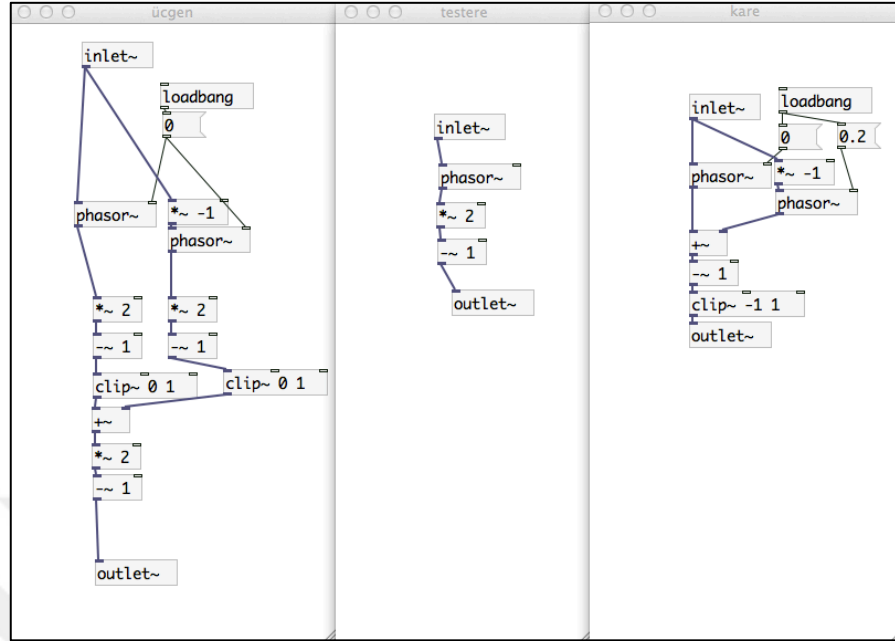 üçgen
inlet~
loadbang
0
phasor~
*~ -1
phasor~
*~ 2
*~ 2
-~ 1
-~ 1
clip~ 0 1
clip~ 0 1
+~
*~ 2
-~ 1
outlet~
testere
inlet~
phasor~
*~ 2
-~ 1
outlet~
kare
loadbang
inlet~
0
0.2
phasor~
*~ -1
phasor~
+~
-~ 1
clip~ -1 1
outlet~